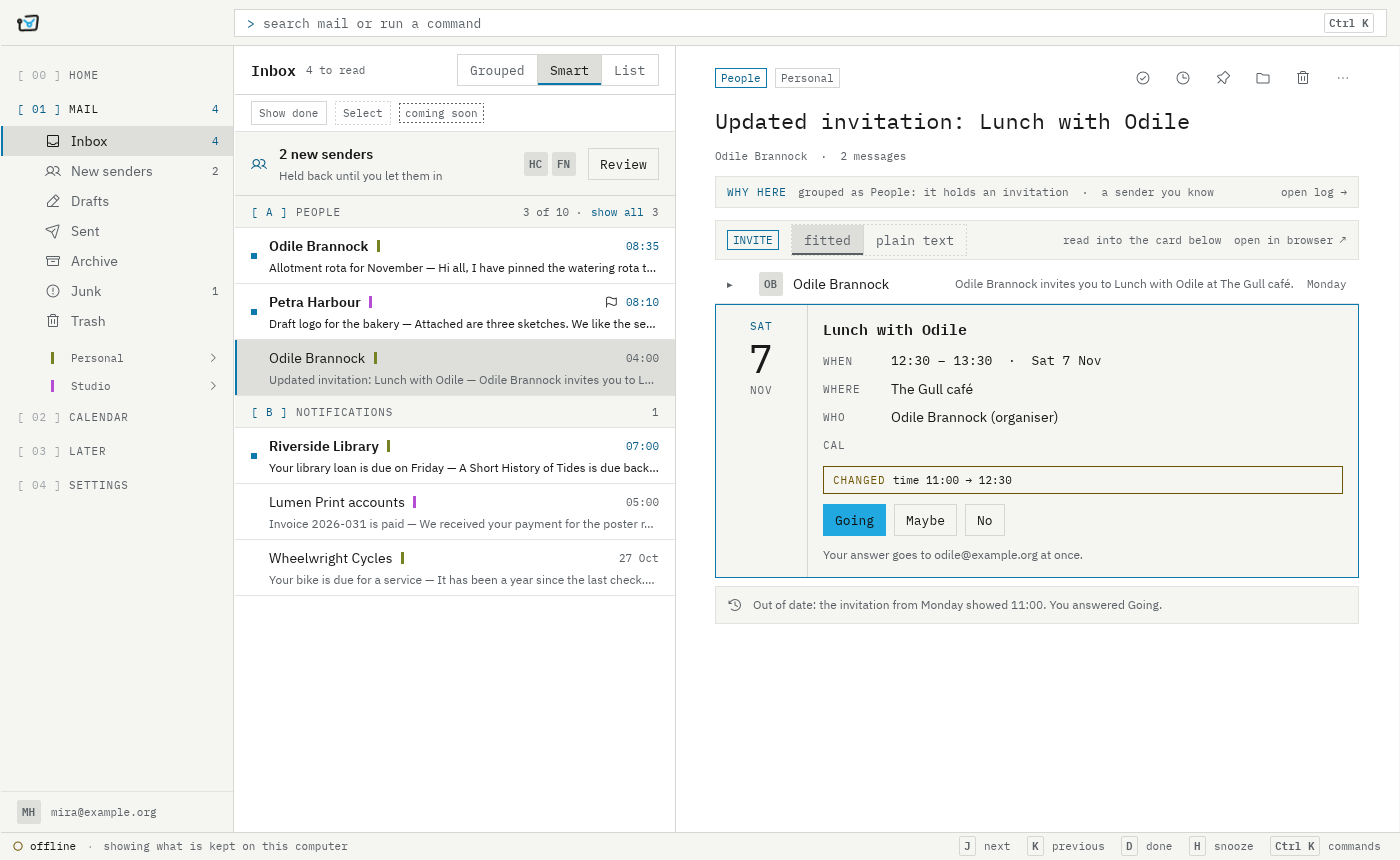 > search mail or run a command Ctrl K
[ 00 ] HOME
[ 01 ] MAIL 4
Inbox 4
New senders 2
Drafts
Sent
Archive
Junk 1
Trash
Personal
Studio
[ 02 ] CALENDAR
[ 03 ] LATER
[ 04 ] SETTINGS
MH mira@example.org
Inbox 4 to read Grouped Smart List
Show done Select coming soon
2 new senders
Held back until you let them in
HC FN Review
[ A ] PEOPLE 3 of 10 · show all 3
Odile Brannock 08:35
Allotment rota for November — Hi all, I have pinned the watering rota t…
Petra Harbour 08:10
Draft logo for the bakery — Attached are three sketches. We like the se…
Odile Brannock 04:00
Updated invitation: Lunch with Odile — Odile Brannock invites you to L…
[ B ] NOTIFICATIONS 1
Riverside Library 07:00
Your library loan is due on Friday — A Short History of Tides is due back…
Lumen Print accounts 05:00
Invoice 2026-031 is paid — We received your payment for the poster r…
Wheelwright Cycles 27 Oct
Your bike is due for a service — It has been a year since the last check.…
People Personal
Updated invitation: Lunch with Odile
Odile Brannock · 2 messages
WHY HERE grouped as People: it holds an invitation · a sender you know open log →
INVITE fitted plain text read into the card below open in browser ↗
▸ OB Odile Brannock Odile Brannock invites you to Lunch with Odile at The Gull café. Monday
SAT
7
NOV
Lunch with Odile
WHEN 12:30 – 13:30 · Sat 7 Nov
WHERE The Gull café
WHO Odile Brannock (organiser)
CAL
CHANGED time 11:00 → 12:30
Going Maybe No
Your answer goes to odile@example.org at once.
Out of date: the invitation from Monday showed 11:00. You answered Going.
offline · showing what is kept on this computer
J next K previous D done H snooze Ctrl K commands